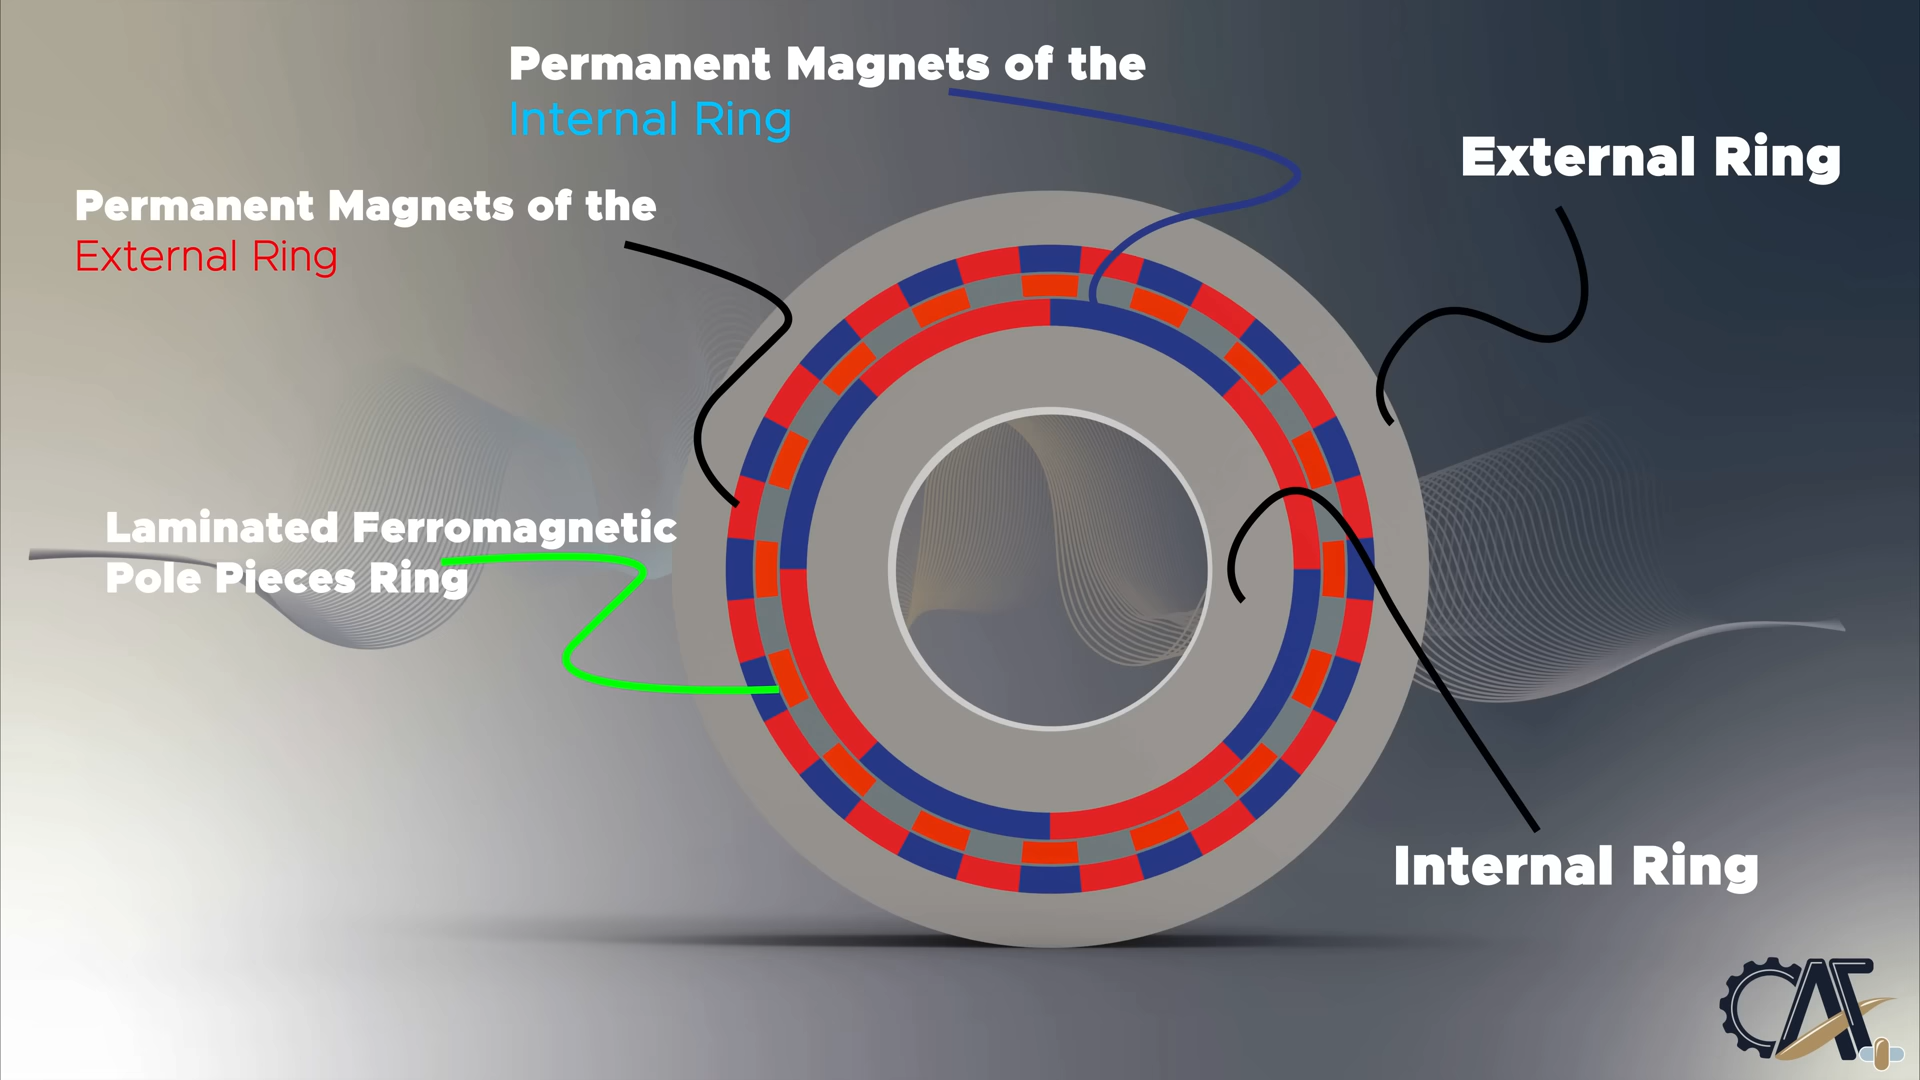 Permanent Magnets of the
Internal Ring
External Ring
Permanent Magnets of the
External Ring
Laminated Ferromagnetic
Pole Pieces Ring
Internal Ring
CAT